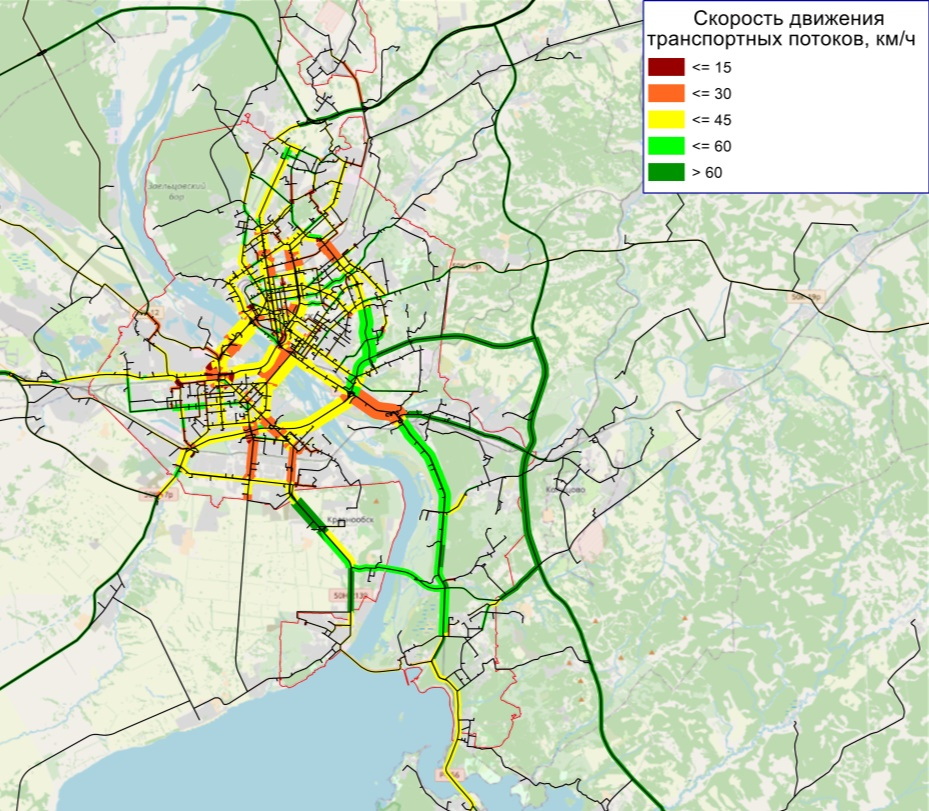 Скорость движения
транспортных потоков, км/ч
<= 15
<= 30
<= 45
<= 60
> 60
Заельцовский
бор
Краснообск